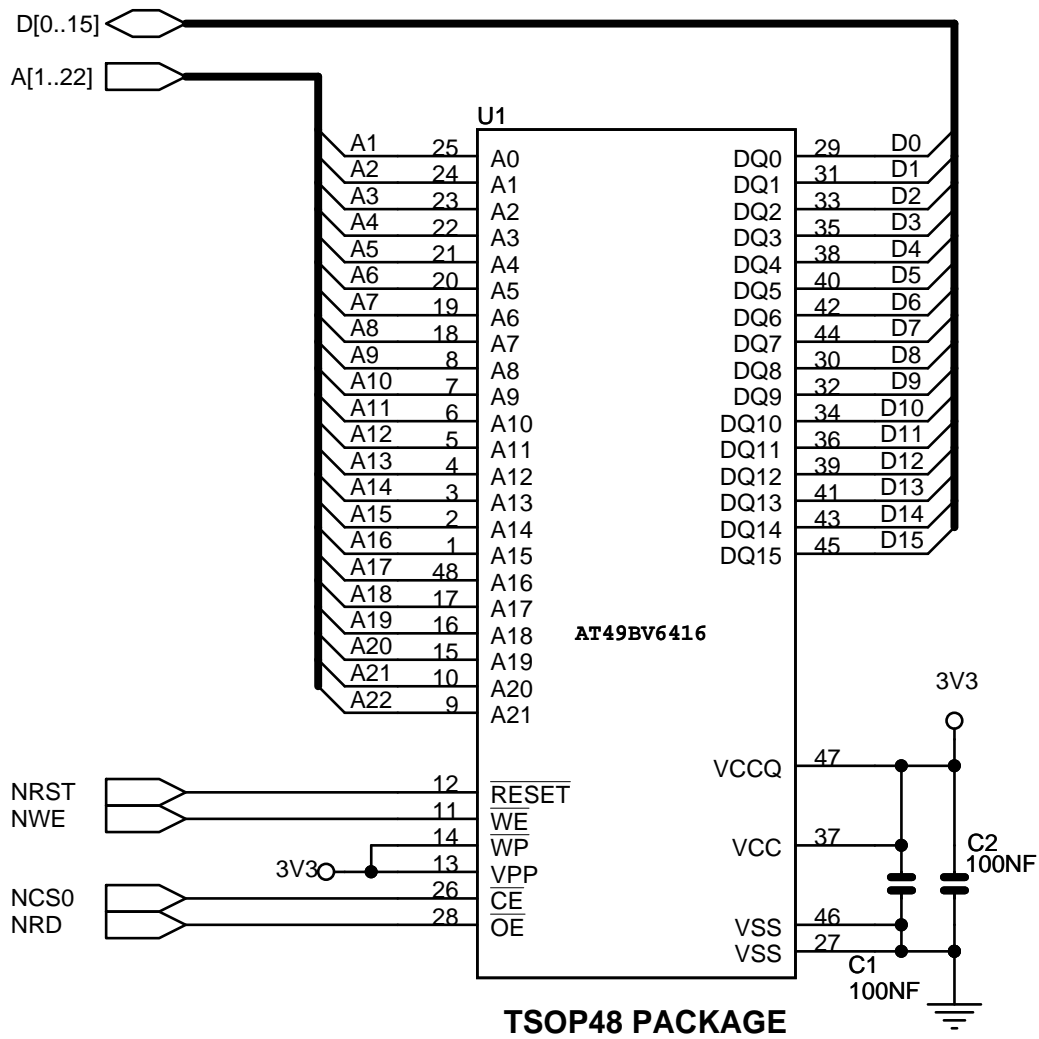 D[0..15]
A[1..22]
U1
A1 25 A0 DQ0 29 D0
A2 24 A1 DQ1 31 D1
A3 23 A2 DQ2 33 D2
A4 22 A3 DQ3 35 D3
A5 21 A4 DQ4 38 D4
A6 20 A5 DQ5 40 D5
A7 19 A6 DQ6 42 D6
A8 18 A7 DQ7 44 D7
A9 8 A8 DQ8 30 D8
A10 7 A9 DQ9 32 D9
A11 6 A10 DQ10 34 D10
A12 5 A11 DQ11 36 D11
A13 4 A12 DQ12 39 D12
A14 3 A13 DQ13 41 D13
A15 2 A14 DQ14 43 D14
A16 1 A15 DQ15 45 D15
A17 48 A16
A18 17 A17
A19 16 A18 AT49BV6416
A20 15 A19
A21 10 A20
A22 9 A21
3V3
VCCQ 47
NRST 12 RESET
NWE 11 WE
14 WP VCC 37
3V3 13 VPP
C2
100NF
NCS0 26 CE
NRD 28 OE
VSS 46
VSS 27
C1
100NF
TSOP48 PACKAGE